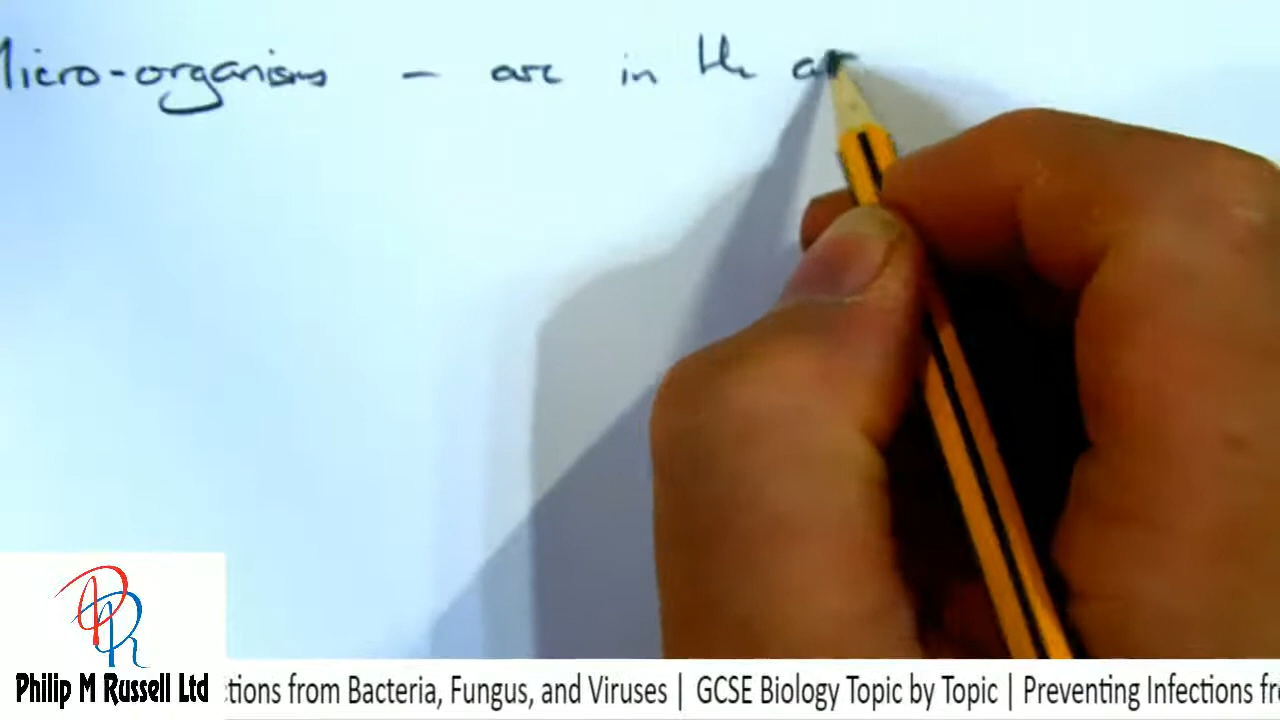 Micro-organisms - are in the
Philip M Russell Ltd
ctions from Bacteria, Fungus, and Viruses | GCSE Biology Topic by Topic | Preventing Infections fr